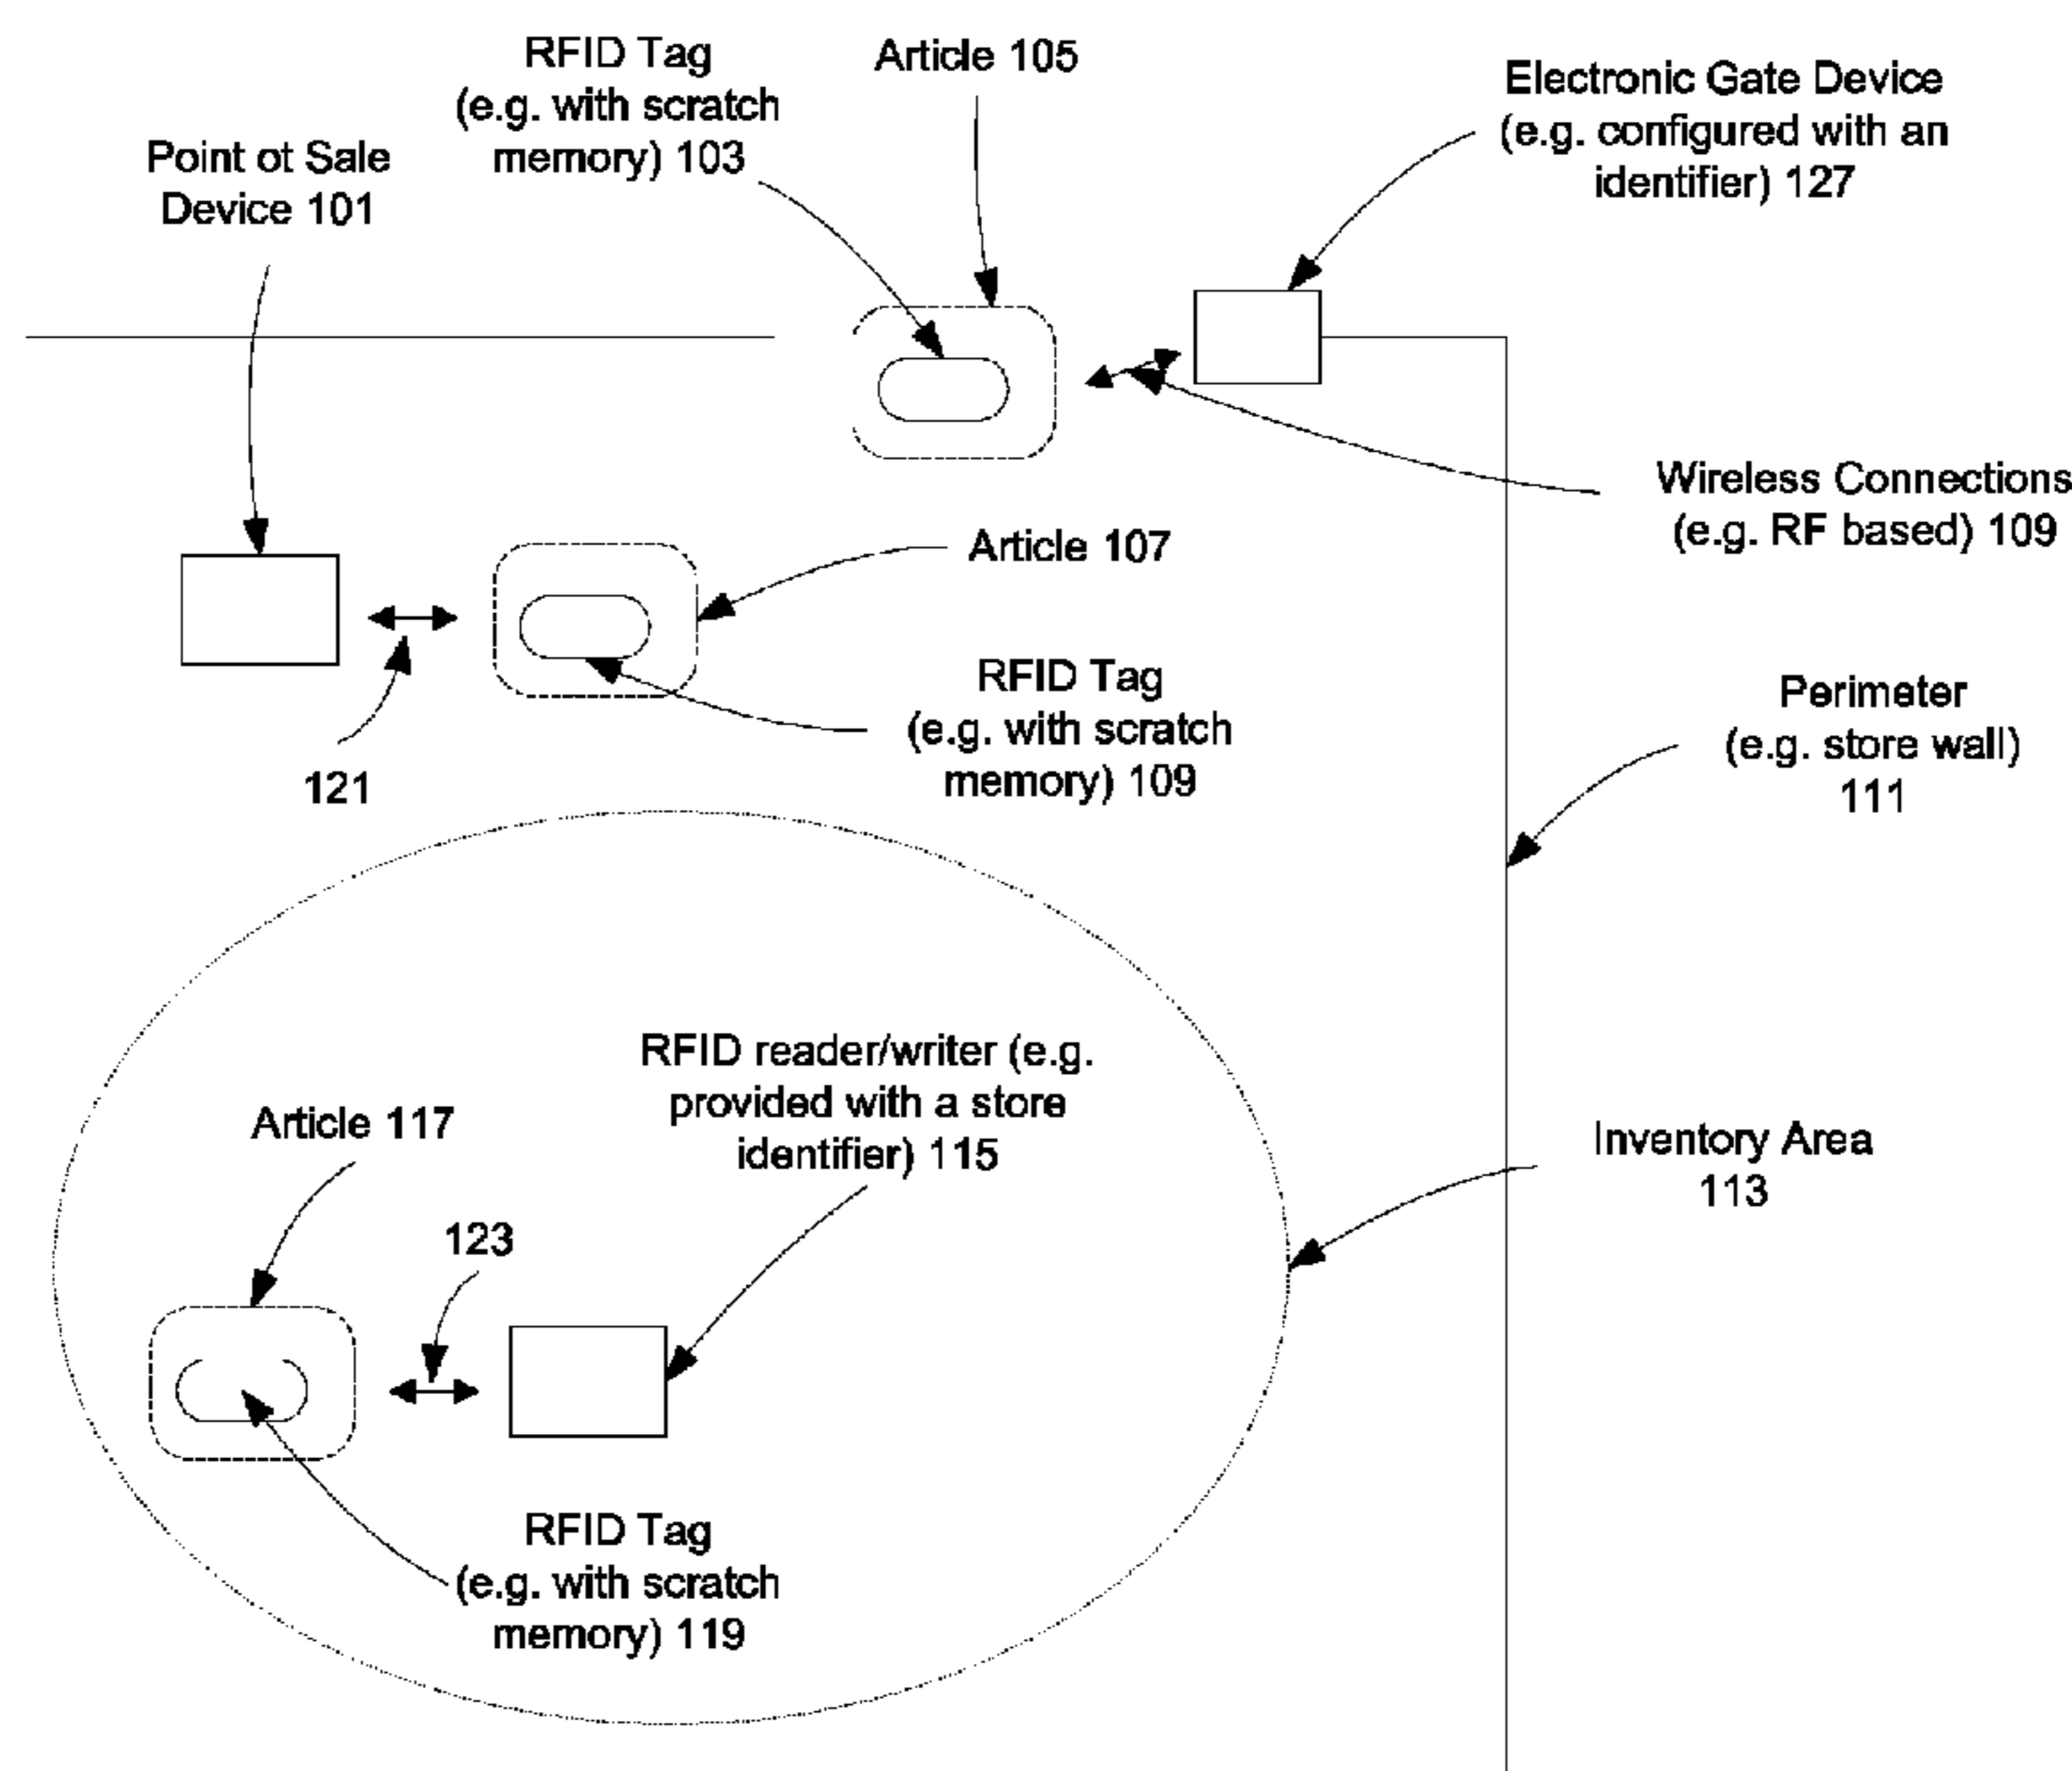 RFID Tag
(e.g. with scratch
memory) 103
Article 105
Electronic Gate Device
(e.g. configured with an
identifier) 127
Point ot Sale
Device 101
Wireless Connections
(e.g. RF based) 109
Article 107
RFID Tag
(e.g. with scratch
memory) 109
121
Perimeter
(e.g. store wall)
111
RFID reader/writer (e.g.
provided with a store
identifier) 115
Article 117
123
Inventory Area
113
RFID Tag
(e.g. with scratch
memory) 119